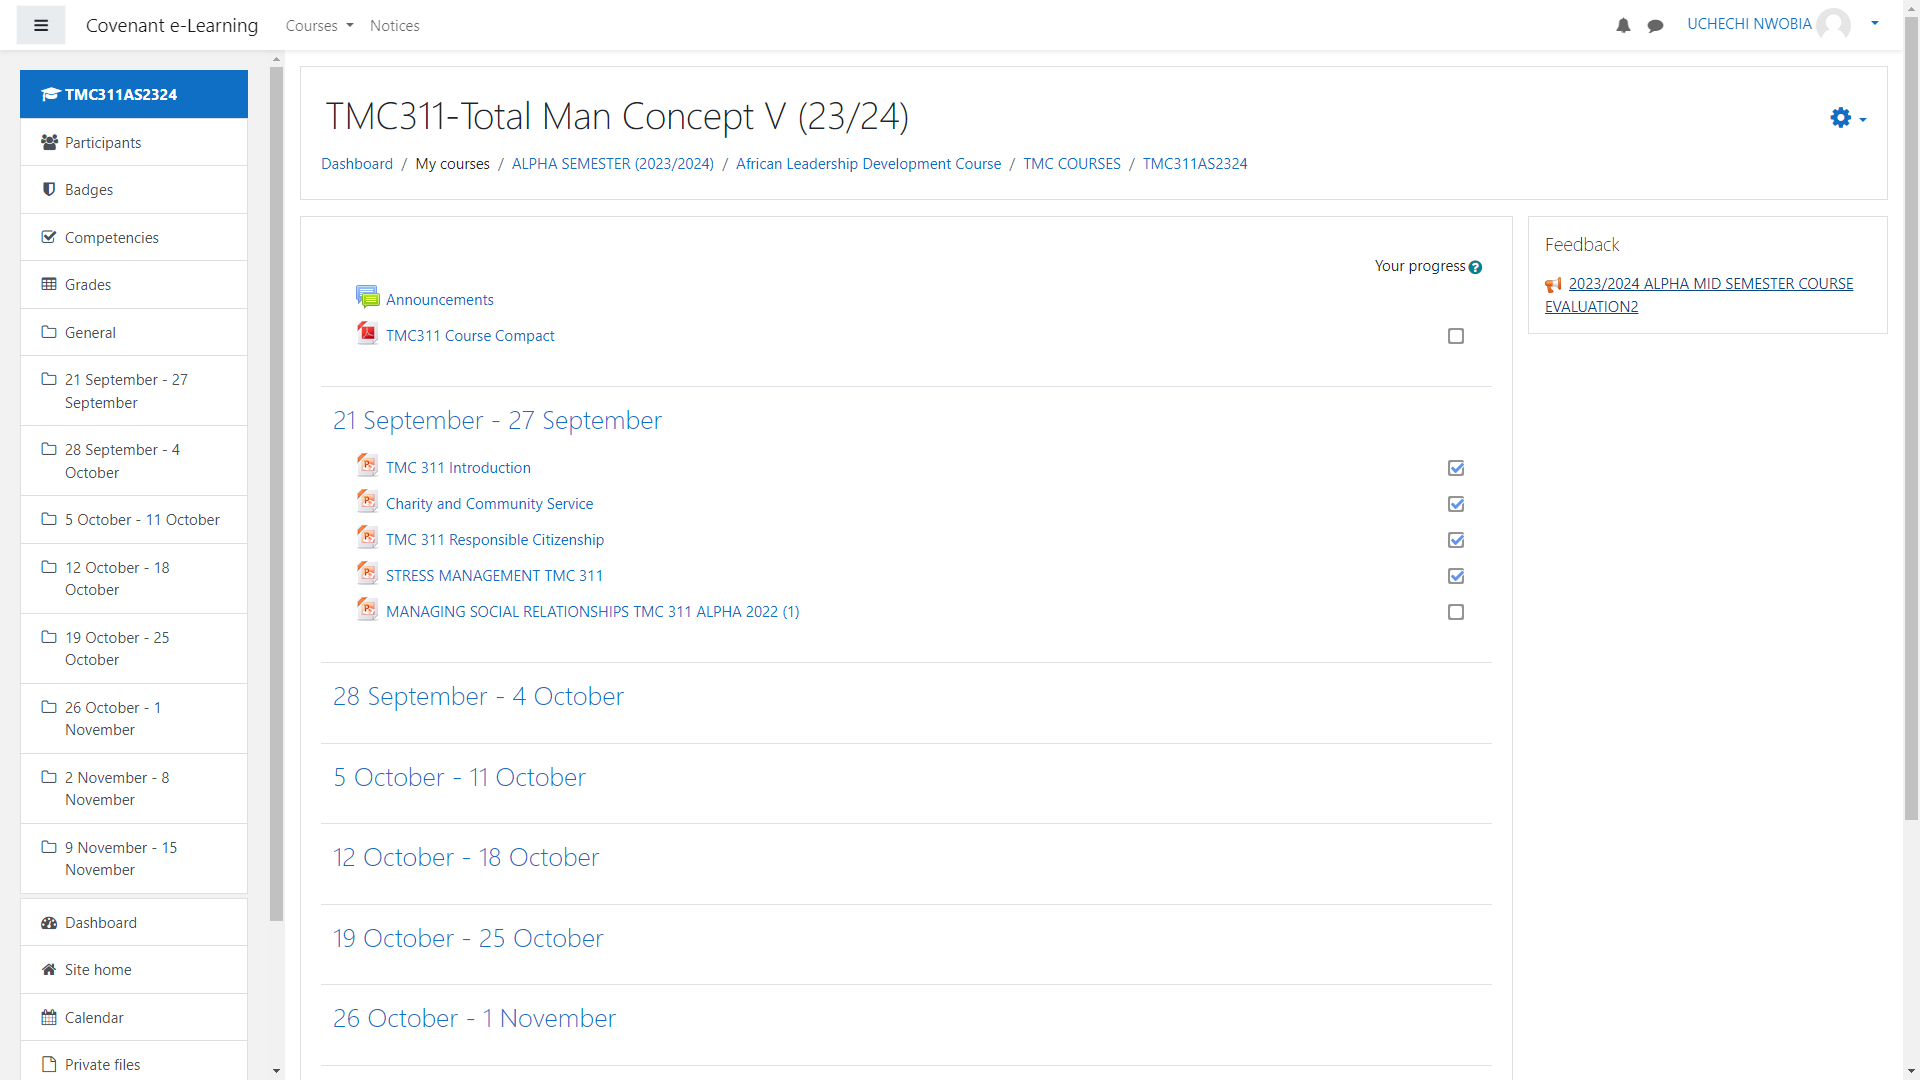 Covenant e-Learning Courses Notices UCHECHI NWOBIA
TMC311AS2324
Participants
Badges
Competencies
Grades
General
21 September - 27
September
28 September - 4
October
5 October - 11 October
12 October - 18
October
19 October - 25
October
26 October - 1
November
2 November - 8
November
9 November - 15
November
Dashboard
Site home
Calendar
Private files
TMC311-Total Man Concept V (23/24)
Dashboard / My courses / ALPHA SEMESTER (2023/2024) / African Leadership Development Course / TMC COURSES / TMC311AS2324
Your progress
Announcements
TMC311 Course Compact
21 September - 27 September
TMC 311 Introduction
Charity and Community Service
TMC 311 Responsible Citizenship
STRESS MANAGEMENT TMC 311
MANAGING SOCIAL RELATIONSHIPS TMC 311 ALPHA 2022 (1)
28 September - 4 October
5 October - 11 October
12 October - 18 October
19 October - 25 October
26 October - 1 November
Feedback
2023/2024 ALPHA MID SEMESTER COURSE
EVALUATION2